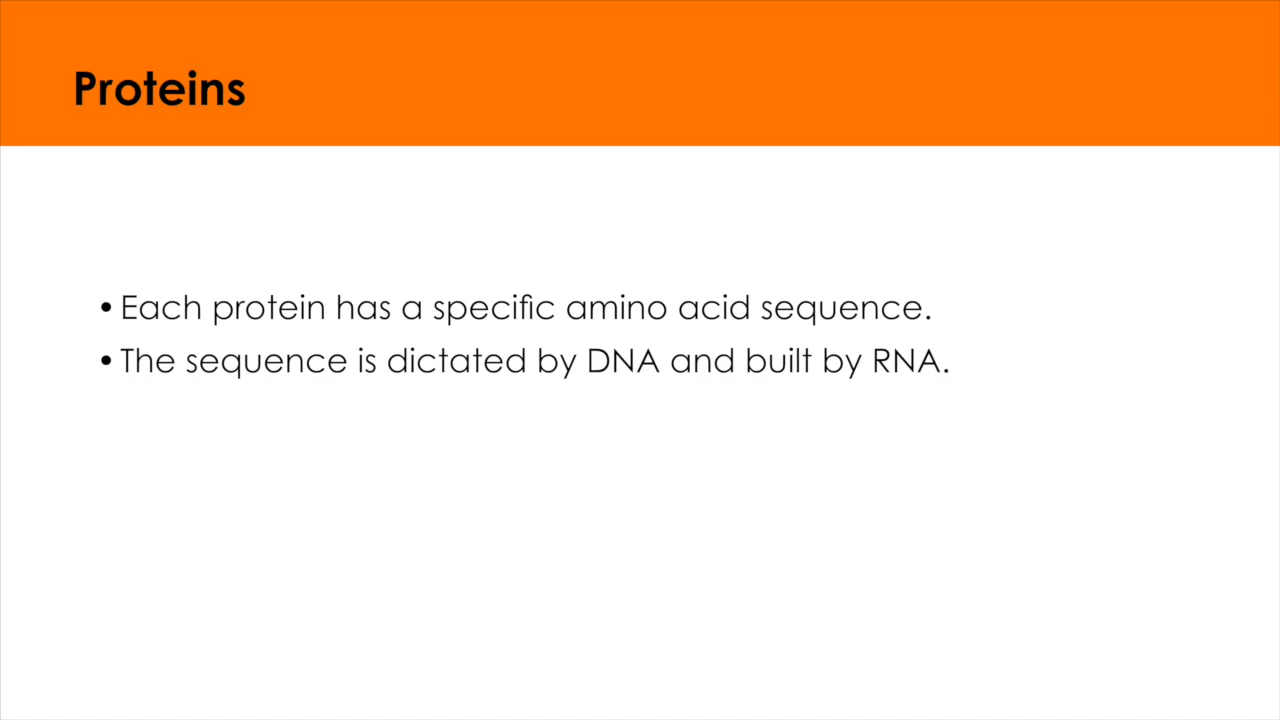 Proteins
• Each protein has a specific amino acid sequence.
• The sequence is dictated by DNA and built by RNA.